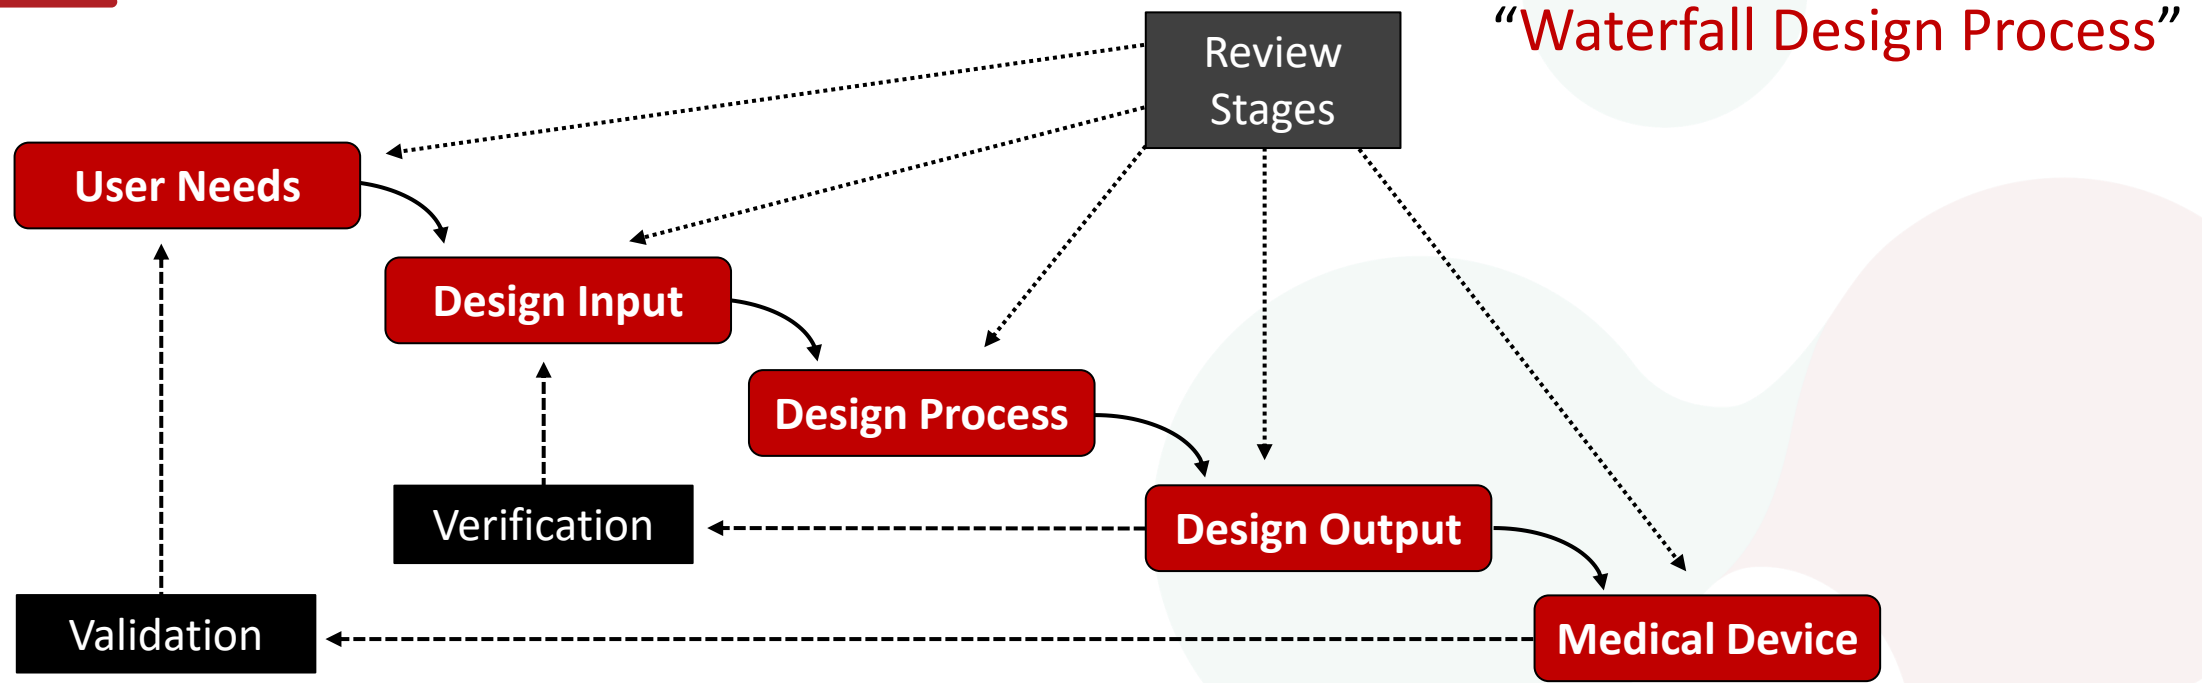 “Waterfall Design Process”
Review
Stages
User Needs
Design Input
Design Process
Verification
Design Output
Validation
Medical Device